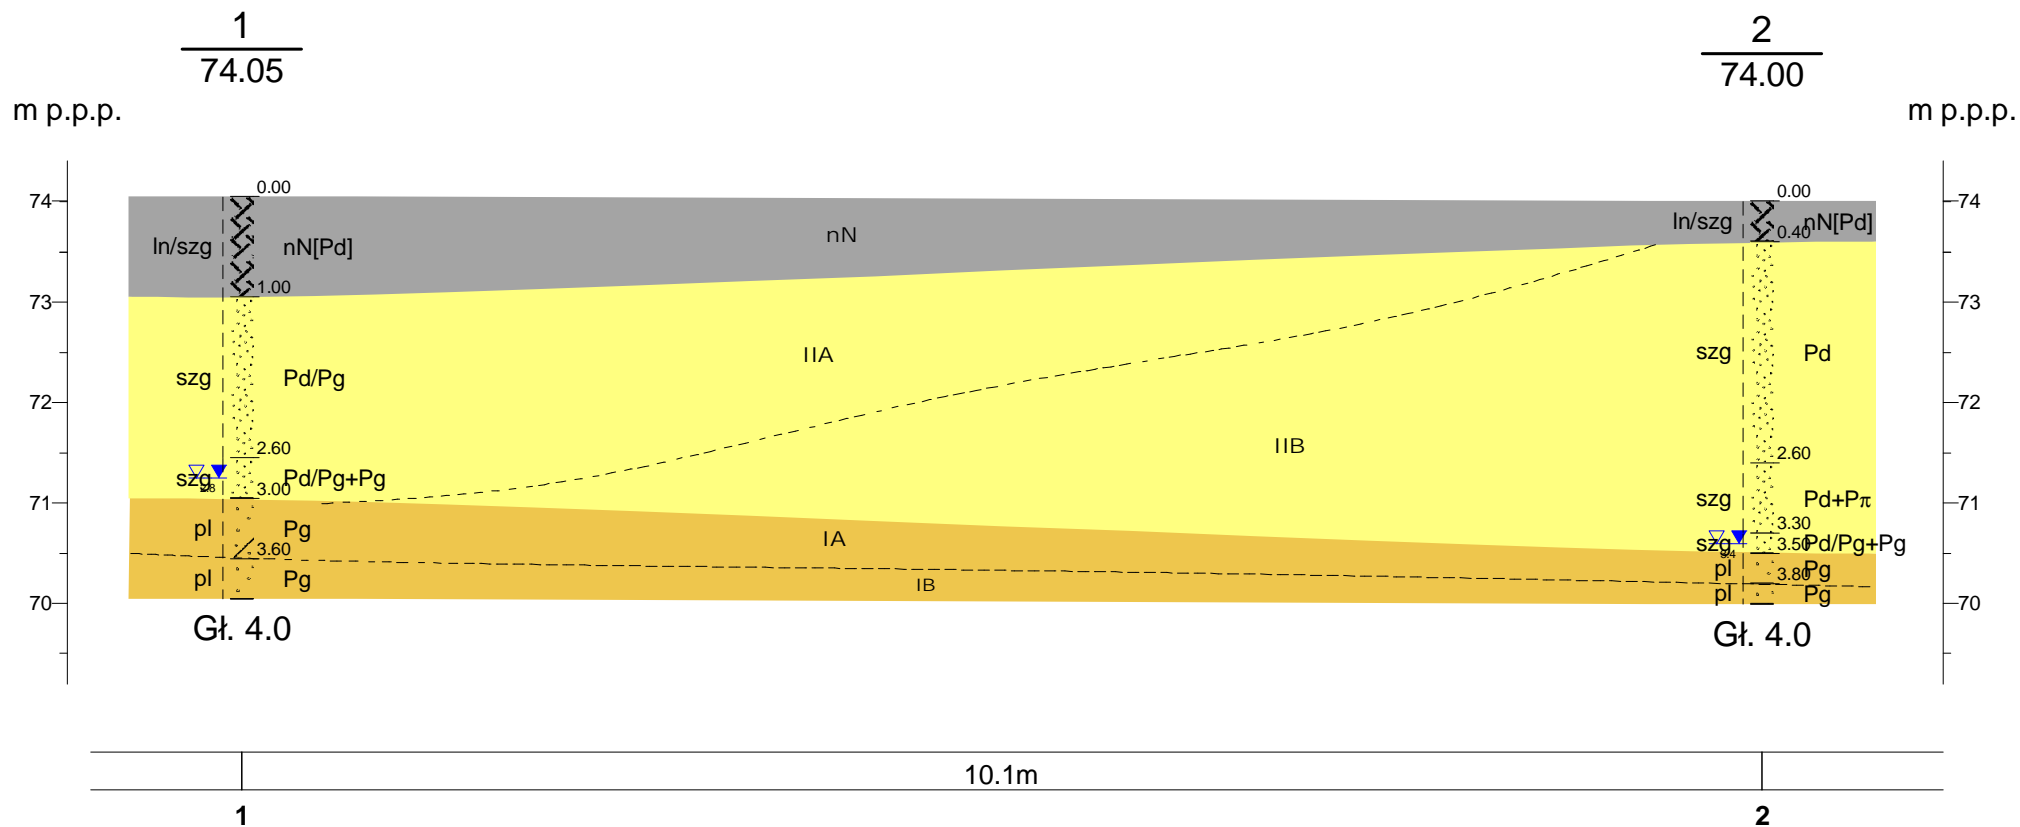 1
74.05
2
74.00
m p.p.p.
m p.p.p.
74
73
72
71
70
0.00
ln/szg
nN[Pd]
1.00
szg
Pd/Pg
2.60
szg
Pd/Pg+Pg
2.8
3.00
pl
Pg
3.60
pl
Pg
Gł. 4.0
nN
IIA
IIB
IA
IB
0.00
ln/szg
nN[Pd]
0.40
szg
Pd
2.60
szg
Pd+Pπ
3.30
szg
3.50
Pd/Pg+Pg
3.4
pl
Pg
3.80
pl
Pg
Gł. 4.0
74
73
72
71
70
10.1m
1
2